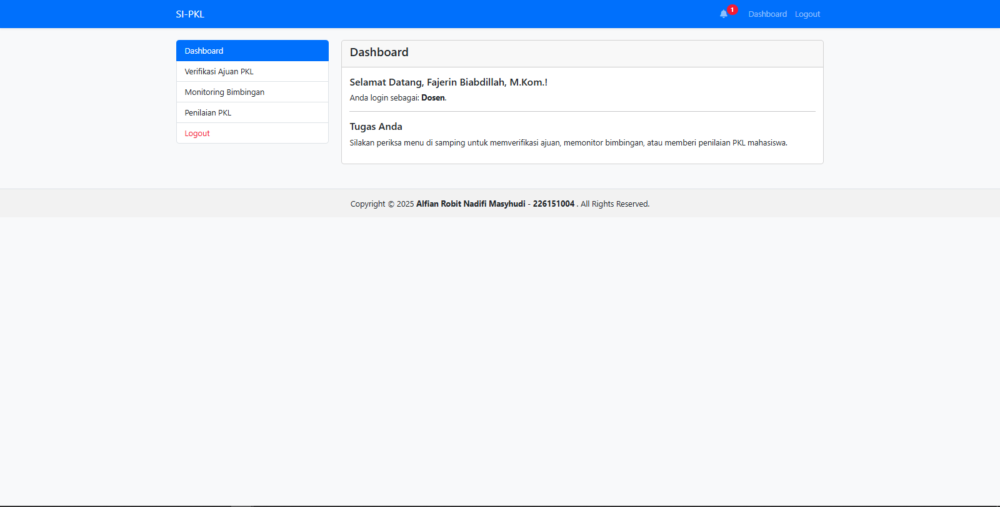 SI-PKL
1
Dashboard Logout
Dashboard
Verifikasi Ajuan PKL
Monitoring Bimbingan
Penilaian PKL
Logout
Dashboard
Selamat Datang, Fajerin Biabdillah, M.Kom.!
Anda login sebagai: Dosen.
Tugas Anda
Silakan periksa menu di samping untuk memverifikasi ajuan, memonitor bimbingan, atau memberi penilaian PKL mahasiswa.
Copyright © 2025 Alfian Robit Nadifi Masyhudi - 226151004 . All Rights Reserved.